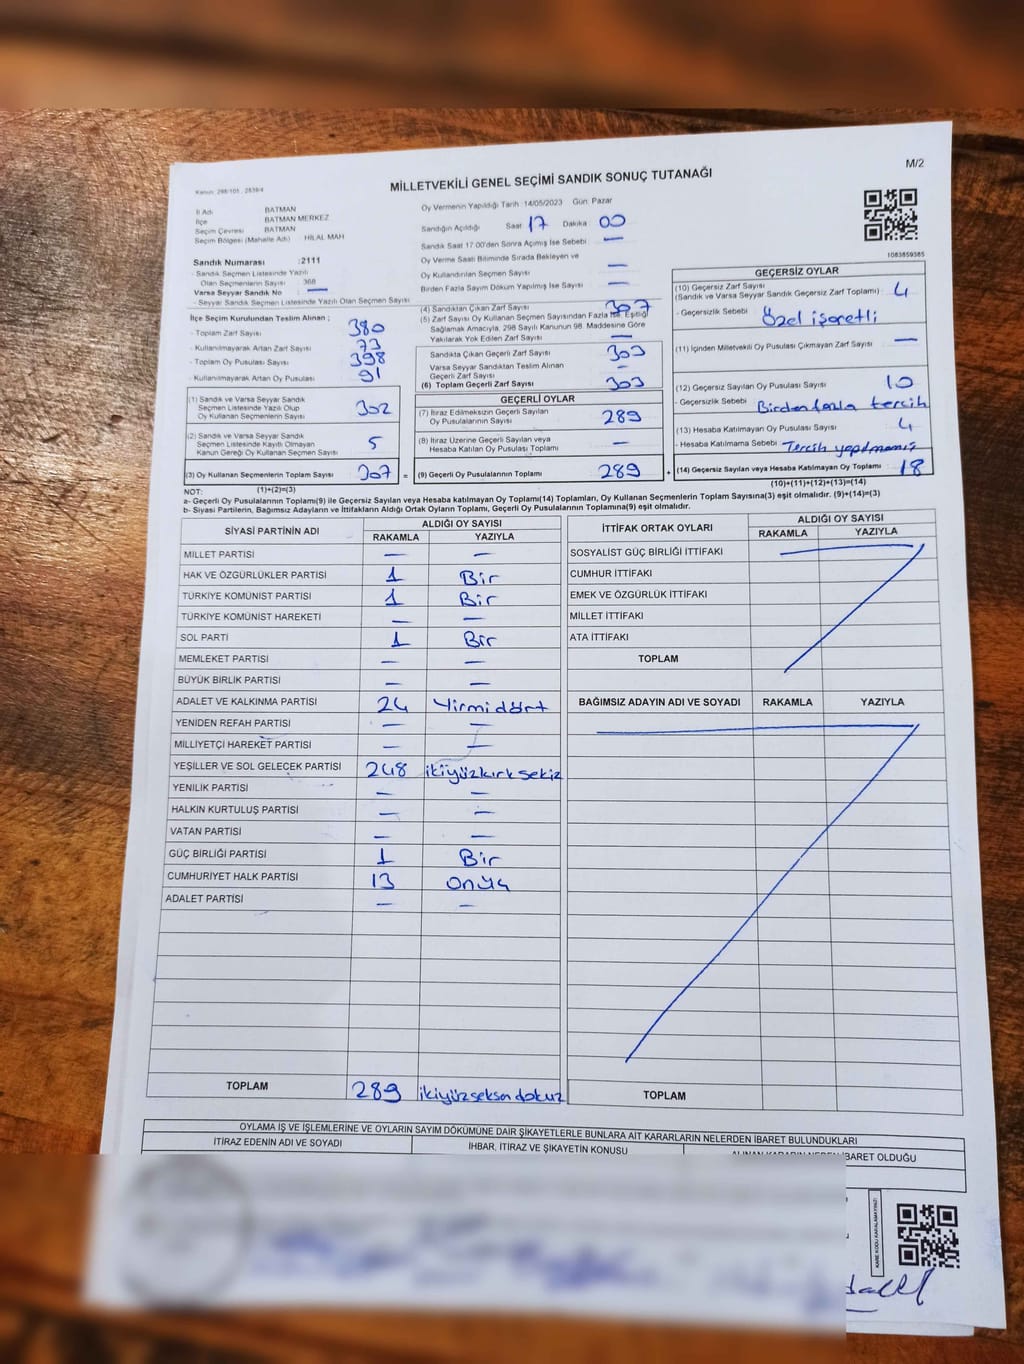 M/2
Kanun: 298/105 , 2839/4
MİLLETVEKİLİ GENEL SEÇİMİ SANDIK SONUÇ TUTANAĞI
İl Adı BATMAN
İlçe BATMAN MERKEZ
Seçim Çevresi BATMAN
Seçim Bölgesi (Mahalle Adı) HİLAL MAH
Sandık Numarası :2111
- Sandık Seçmen Listesinde Yazılı
Olan Seçmenlerin Sayısı 368
Varsa Seyyar Sandık No : —
- Seyyar Sandık Seçmen Listesinde Yazılı Olan Seçmen Sayısı
İlçe Seçim Kurulundan Teslim Alınan ;
- Toplam Zarf Sayısı 380
- Kullanılmayarak Artan Zarf Sayısı 73
- Toplam Oy Pusulası Sayısı 398
- Kullanılmayarak Artan Oy Pusulası 91
(1) Sandık ve Varsa Seyyar Sandık
Seçmen Listesinde Yazılı Olup
Oy Kullanan Seçmenlerin Sayısı 302
(2) Sandık ve Varsa Seyyar Sandık
Seçmen Listesinde Kayıtlı Olmayan
Kanun Gereği Oy Kullanan Seçmen Sayısı 5
(3) Oy Kullanan Seçmenlerin Toplam Sayısı 307 =
(1)+(2)=(3)
Oy Vermenin Yapıldığı Tarih :14/05/2023 Gün: Pazar
Sandığın Açıldığı Saat 17 Dakika 00
Sandık Saat 17.00'den Sonra Açılmış İse Sebebi —
Oy Verme Saati Bitiminde Sırada Bekleyen ve
Oy Kullandırılan Seçmen Sayısı —
Birden Fazla Sayım Döküm Yapılmış İse Sayısı —
(4) Sandıktan Çıkan Zarf Sayısı 307
(5) Zarf Sayısı Oy Kullanan Seçmen Sayısından Fazla İse, Eşitliği
Sağlamak Amacıyla, 298 Sayılı Kanunun 98. Maddesine Göre
Yakılarak Yok Edilen Zarf Sayısı —
Sandıkta Çıkan Geçerli Zarf Sayısı 303
Varsa Seyyar Sandıktan Teslim Alınan
Geçerli Zarf Sayısı —
(6) Toplam Geçerli Zarf Sayısı 303
GEÇERLİ OYLAR
(7) İtiraz Edilmeksizin Geçerli Sayılan
Oy Pusulalarının Sayısı 289
(8) İtiraz Üzerine Geçerli Sayılan veya
Hesaba Katılan Oy Pusulası Toplamı —
(9) Geçerli Oy Pusulalarının Toplamı 289 +
1083859385
GEÇERSİZ OYLAR
(10) Geçersiz Zarf Sayısı
(Sandık ve Varsa Seyyar Sandık Geçersiz Zarf Toplamı) 4
- Geçersizlik Sebebi Özel işaretli
(11) İçinden Milletvekili Oy Pusulası Çıkmayan Zarf Sayısı —
(12) Geçersiz Sayılan Oy Pusulası Sayısı 10
- Geçersizlik Sebebi Birden fazla tercih
(13) Hesaba Katılmayan Oy Pusulası Sayısı 4
- Hesaba Katılmama Sebebi Tercih yapılmamış
(14) Geçersiz Sayılan veya Hesaba Katılmayan Oy Toplamı 18
(10)+(11)+(12)+(13)=(14)
NOT:
a- Geçerli Oy Pusulalarının Toplamı(9) ile Geçersiz Sayılan veya Hesaba katılmayan Oy Toplamı(14) Toplamları, Oy Kullanan Seçmenlerin Toplam Sayısına(3) eşit olmalıdır. (9)+(14)=(3)
b- Siyasi Partilerin, Bağımsız Adayların ve İttifakların Aldığı Ortak Oyların Toplamı, Geçerli Oy Pusulalarının Toplamına(9) eşit olmalıdır.
SİYASİ PARTİNİN ADI ALDIĞI OY SAYISI
RAKAMLA YAZIYLA
MİLLET PARTİSİ — —
HAK VE ÖZGÜRLÜKLER PARTİSİ 1 Bir
TÜRKİYE KOMÜNİST PARTİSİ 1 Bir
TÜRKİYE KOMÜNİST HAREKETİ — —
SOL PARTİ 1 Bir
MEMLEKET PARTİSİ — —
BÜYÜK BİRLİK PARTİSİ — —
ADALET VE KALKINMA PARTİSİ 24 Yirmidört
YENİDEN REFAH PARTİSİ — —
MİLLİYETÇİ HAREKET PARTİSİ — —
YEŞİLLER VE SOL GELECEK PARTİSİ 248 ikiyüzkırksekiz
YENİLİK PARTİSİ — —
HALKIN KURTULUŞ PARTİSİ — —
VATAN PARTİSİ — —
GÜÇ BİRLİĞİ PARTİSİ 1 Bir
CUMHURİYET HALK PARTİSİ 13 Onüç
ADALET PARTİSİ — —
TOPLAM 289 ikiyüzseksendokuz
İTTİFAK ORTAK OYLARI ALDIĞI OY SAYISI
RAKAMLA YAZIYLA
SOSYALİST GÜÇ BİRLİĞİ İTTİFAKI
CUMHUR İTTİFAKI
EMEK VE ÖZGÜRLÜK İTTİFAKI
MİLLET İTTİFAKI
ATA İTTİFAKI
TOPLAM
BAĞIMSIZ ADAYIN ADI VE SOYADI RAKAMLA YAZIYLA
TOPLAM
OYLAMA İŞ VE İŞLEMLERİNE VE OYLARIN SAYIM DÖKÜMÜNE DAİR ŞİKAYETLERLE BUNLARA AİT KARARLARIN NELERDEN İBARET BULUNDUKLARI
İTİRAZ EDENİN ADI VE SOYADI İHBAR, İTİRAZ VE ŞİKAYETİN KONUSU ALINAN KARARIN NEDEN İBARET OLDUĞU
KARE KODU KARALAMAYINIZ!